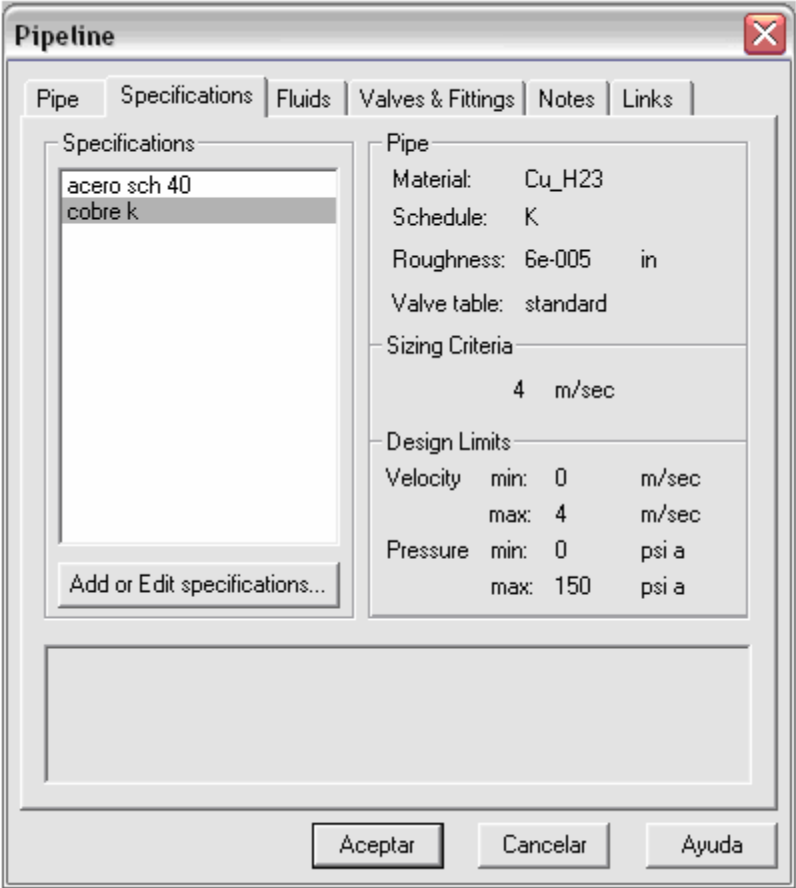 Pipeline
Pipe Specifications Fluids Valves & Fittings Notes Links
Specifications
acero sch 40
cobre k
Add or Edit specifications...
Pipe
Material: Cu_H23
Schedule: K
Roughness: 6e-005 in
Valve table: standard
Sizing Criteria
4 m/sec
Design Limits
Velocity min: 0 m/sec
max: 4 m/sec
Pressure min: 0 psi a
max: 150 psi a
Aceptar Cancelar Ayuda